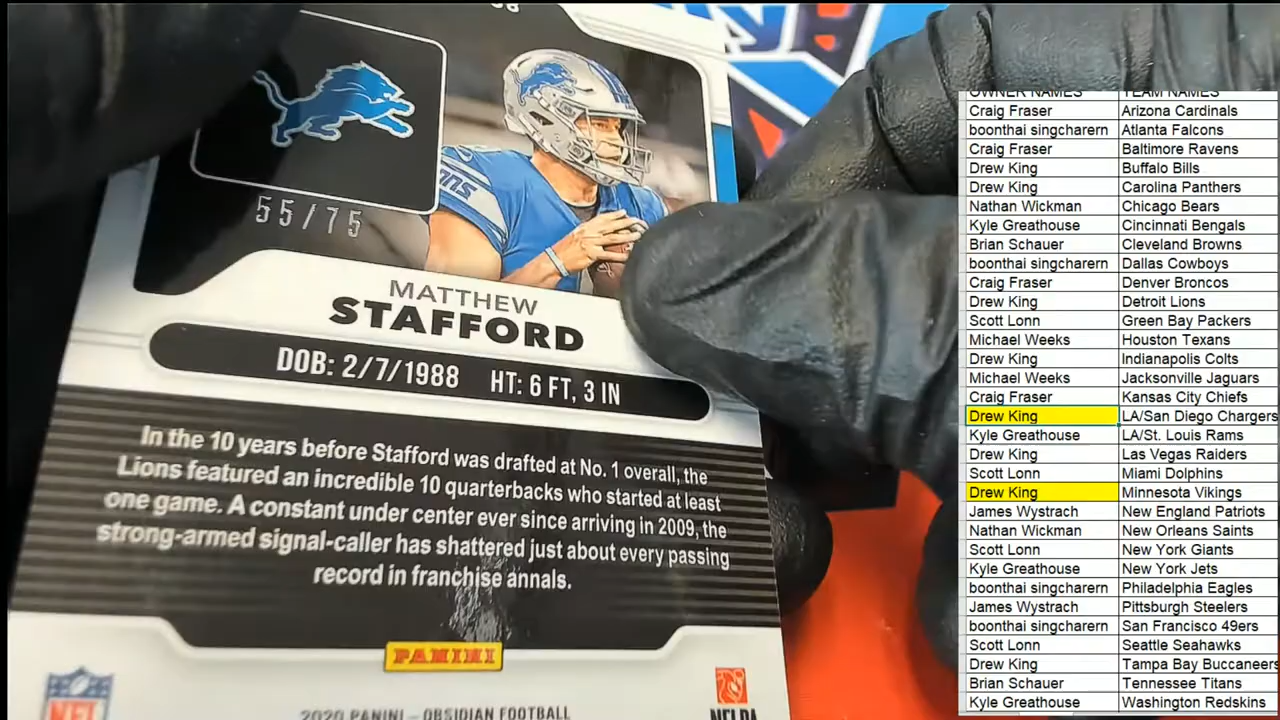 55/75
MATTHEW
STAFFORD
DOB: 2/7/1988 HT: 6 FT, 3 IN
In the 10 years before Stafford was drafted at No. 1 overall, the
Lions featured an incredible 10 quarterbacks who started at least
one game. A constant under center ever since arriving in 2009, the
strong-armed signal-caller has shattered just about every passing
record in franchise annals.
PANINI
2020 PANINI - OBSIDIAN FOOTBALL
NFL
NFLPA
OWNER NAMES TEAM NAMES
Craig Fraser Arizona Cardinals
boonthai singcharern Atlanta Falcons
Craig Fraser Baltimore Ravens
Drew King Buffalo Bills
Drew King Carolina Panthers
Nathan Wickman Chicago Bears
Kyle Greathouse Cincinnati Bengals
Brian Schauer Cleveland Browns
boonthai singcharern Dallas Cowboys
Craig Fraser Denver Broncos
Drew King Detroit Lions
Scott Lonn Green Bay Packers
Michael Weeks Houston Texans
Drew King Indianapolis Colts
Michael Weeks Jacksonville Jaguars
Craig Fraser Kansas City Chiefs
Drew King LA/San Diego Chargers
Kyle Greathouse LA/St. Louis Rams
Drew King Las Vegas Raiders
Scott Lonn Miami Dolphins
Drew King Minnesota Vikings
James Wystrach New England Patriots
Nathan Wickman New Orleans Saints
Scott Lonn New York Giants
Kyle Greathouse New York Jets
boonthai singcharern Philadelphia Eagles
James Wystrach Pittsburgh Steelers
boonthai singcharern San Francisco 49ers
Scott Lonn Seattle Seahawks
Drew King Tampa Bay Buccaneers
Brian Schauer Tennessee Titans
Kyle Greathouse Washington Redskins